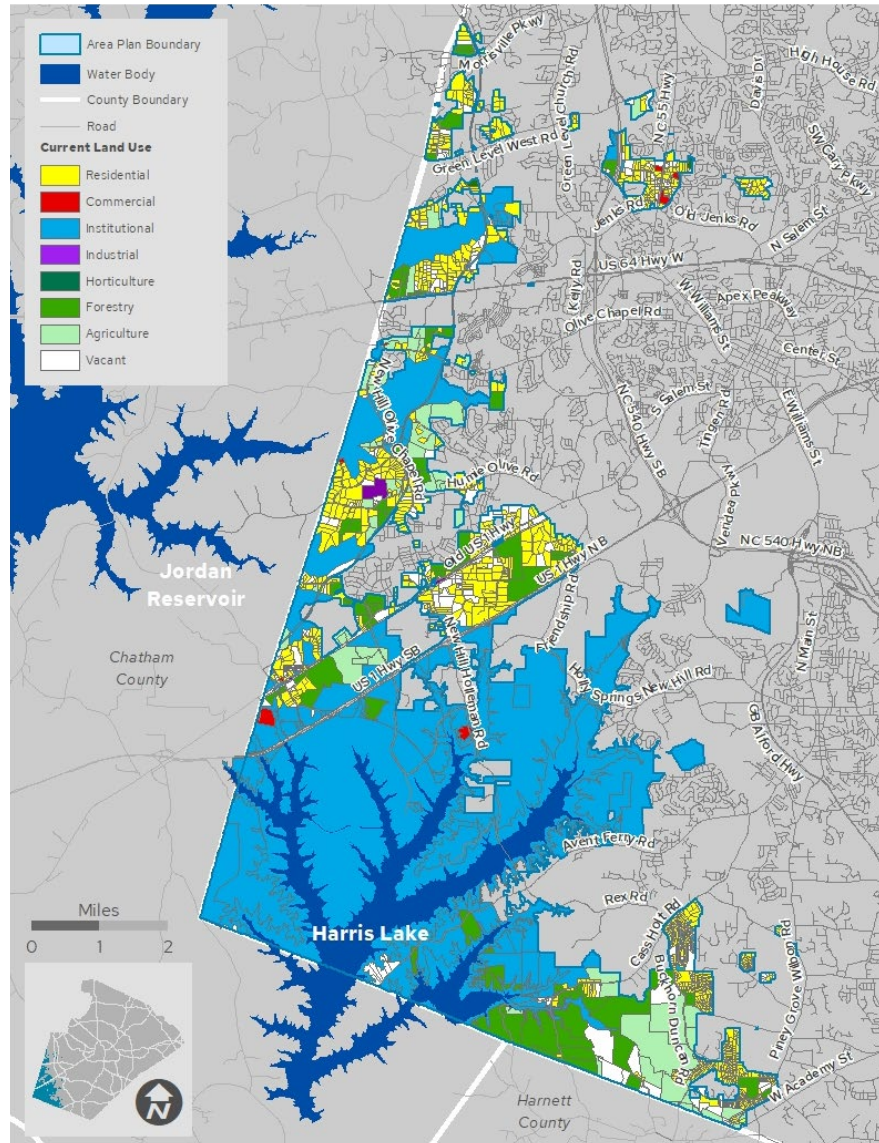 Area Plan Boundary
Water Body
County Boundary
Road
Current Land Use
Residential
Commercial
Institutional
Industrial
Horticulture
Forestry
Agriculture
Vacant
Morrisville Pkwy
Green Level Church Rd
NC 55 Hwy
Davis Dr
High House Rd
SW Cary Pkwy
Green Level West Rd
Jenks Rd
Old Jenks Rd
N Salem St
US 64 Hwy W
Kelly Rd
Olive Chapel Rd
W Williams St
Apex Peakway
Center St
New Hill Olive Chapel Rd
S Salem St
NC 540 Hwy SB
Tingen Rd
E Williams St
Humie Olive Rd
Veridea Pkwy
Old US 1 Hwy
US 1 Hwy NB
NC 540 Hwy NB
Jordan
Reservoir
Friendship Rd
Chatham
County
US 1 Hwy SB
New Hill Holleman Rd
Holly Springs New Hill Rd
N Main St
GB Alford Hwy
Avent Ferry Rd
Rex Rd
Cass Holt Rd
Miles
0 1 2
Harris Lake
Buckhorn Duncan Rd
Piney Grove Wilbon Rd
W Academy St
N
Harnett
County